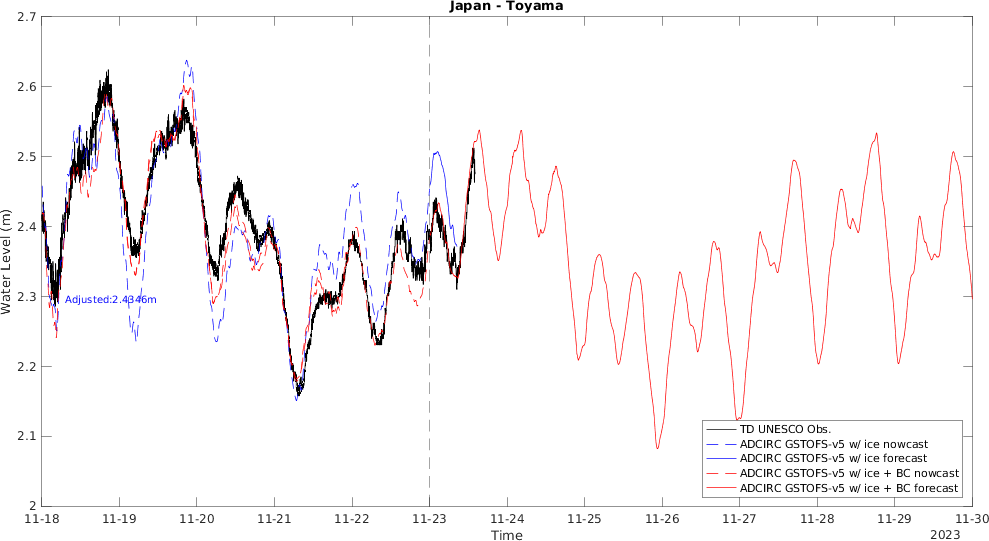 Japan - Toyama
2.7
2.6
2.5
2.4
2.3
2.2
2.1
2
Water Level (m)
Adjusted:2.4346m
TD UNESCO Obs.
ADCIRC GSTOFS-v5 w/ ice nowcast
ADCIRC GSTOFS-v5 w/ ice forecast
ADCIRC GSTOFS-v5 w/ ice + BC nowcast
ADCIRC GSTOFS-v5 w/ ice + BC forecast
11-18 11-19 11-20 11-21 11-22 11-23 11-24 11-25 11-26 11-27 11-28 11-29 11-30
Time
2023